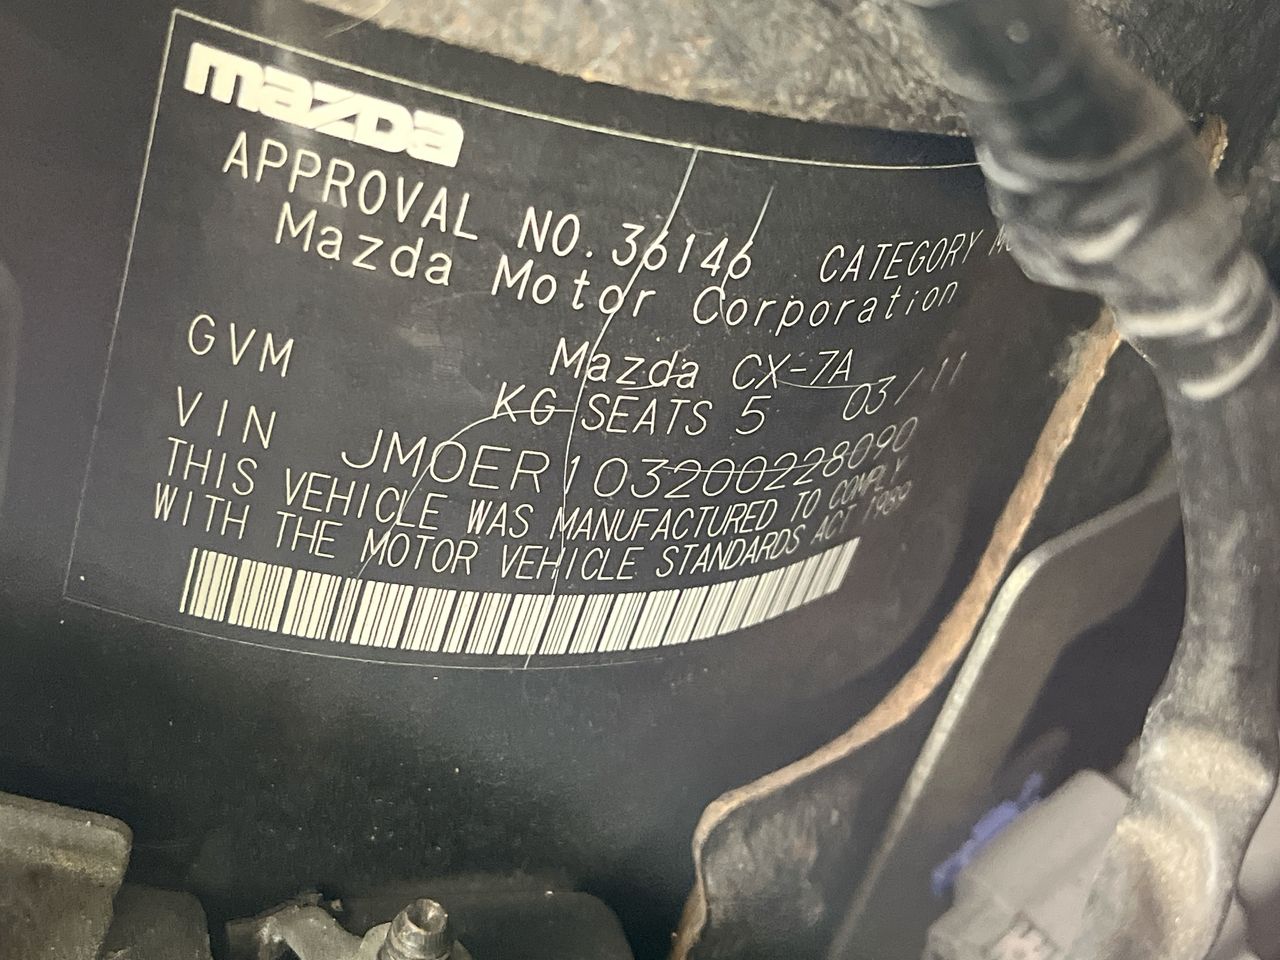 mazda
APPROVAL NO. 36146 CATEGORY
Mazda Motor Corporation
Mazda CX-7A
GVM KG SEATS 5 03/11
VIN JM0ER103200228090
THIS VEHICLE WAS MANUFACTURED TO COMPLY
WITH THE MOTOR VEHICLE STANDARDS ACT 1989